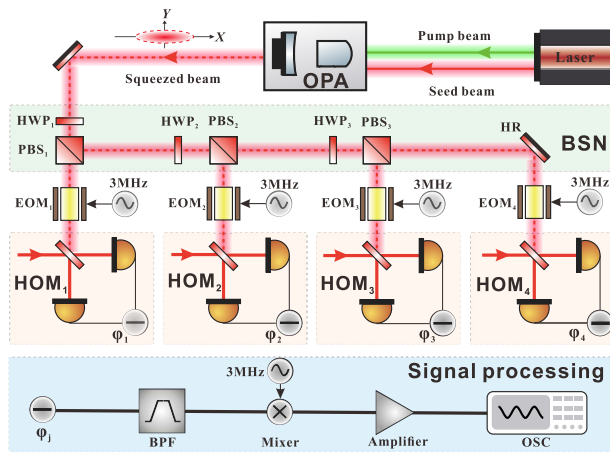 Y
X
Squeezed beam
OPA
Pump beam
Seed beam
Laser
HWP₁
PBS₁
HWP₂
PBS₂
HWP₃
PBS₃
HR
BSN
EOM₁
3MHz
EOM₂
3MHz
EOM₃
3MHz
EOM₄
3MHz
HOM₁
φ₁
HOM₂
φ₂
HOM₃
φ₃
HOM₄
φ₄
Signal processing
3MHz
φⱼ
BPF
Mixer
Amplifier
OSC